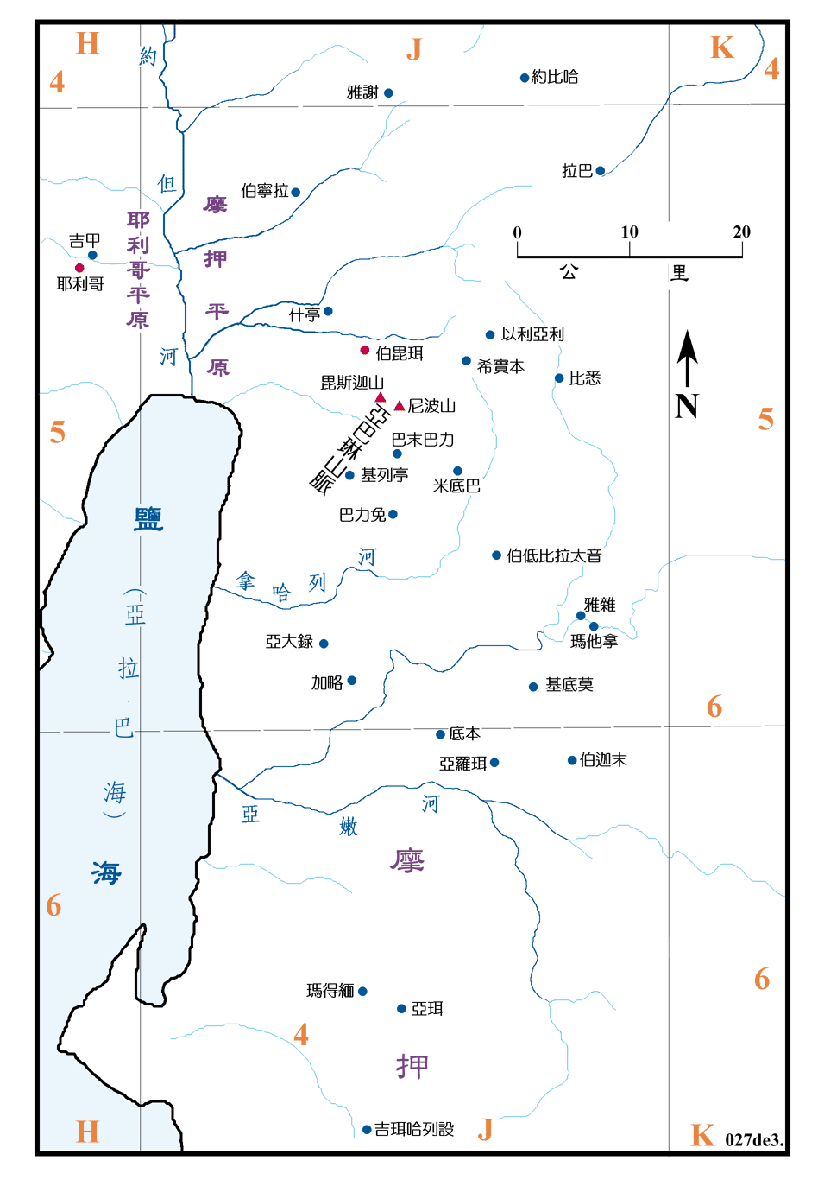 H
J
K
4
4
約
但
河
雅謝
約比哈
拉巴
伯寧拉
摩
押
平
原
耶
利
哥
平
原
吉甲
耶利哥
0 10 20
公 里
N
什亭
以利亞利
伯毘珥
希實本
比悉
毘斯迦山
尼波山
亞巴琳山脈
5
5
巴末巴力
基列亭
米底巴
巴力免
鹽
(亞拉巴海)
海
拿哈列河
伯低比拉太音
雅雜
瑪他拿
亞大錄
加略
基底莫
6
底本
亞羅珥
伯迦末
亞嫩河
摩
押
6
6
瑪得緬
亞珥
4
吉珥哈列設
H
J
K
027de3.